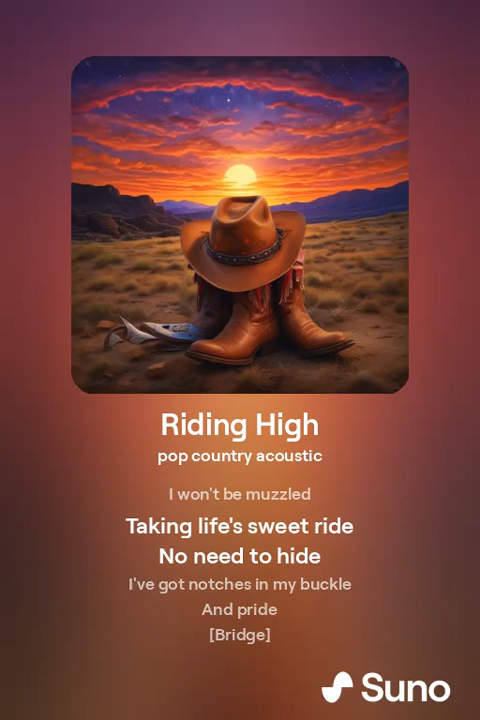 Riding High
pop country acoustic
I won't be muzzled
Taking life's sweet ride
No need to hide
I've got notches in my buckle
And pride
[Bridge]
Suno